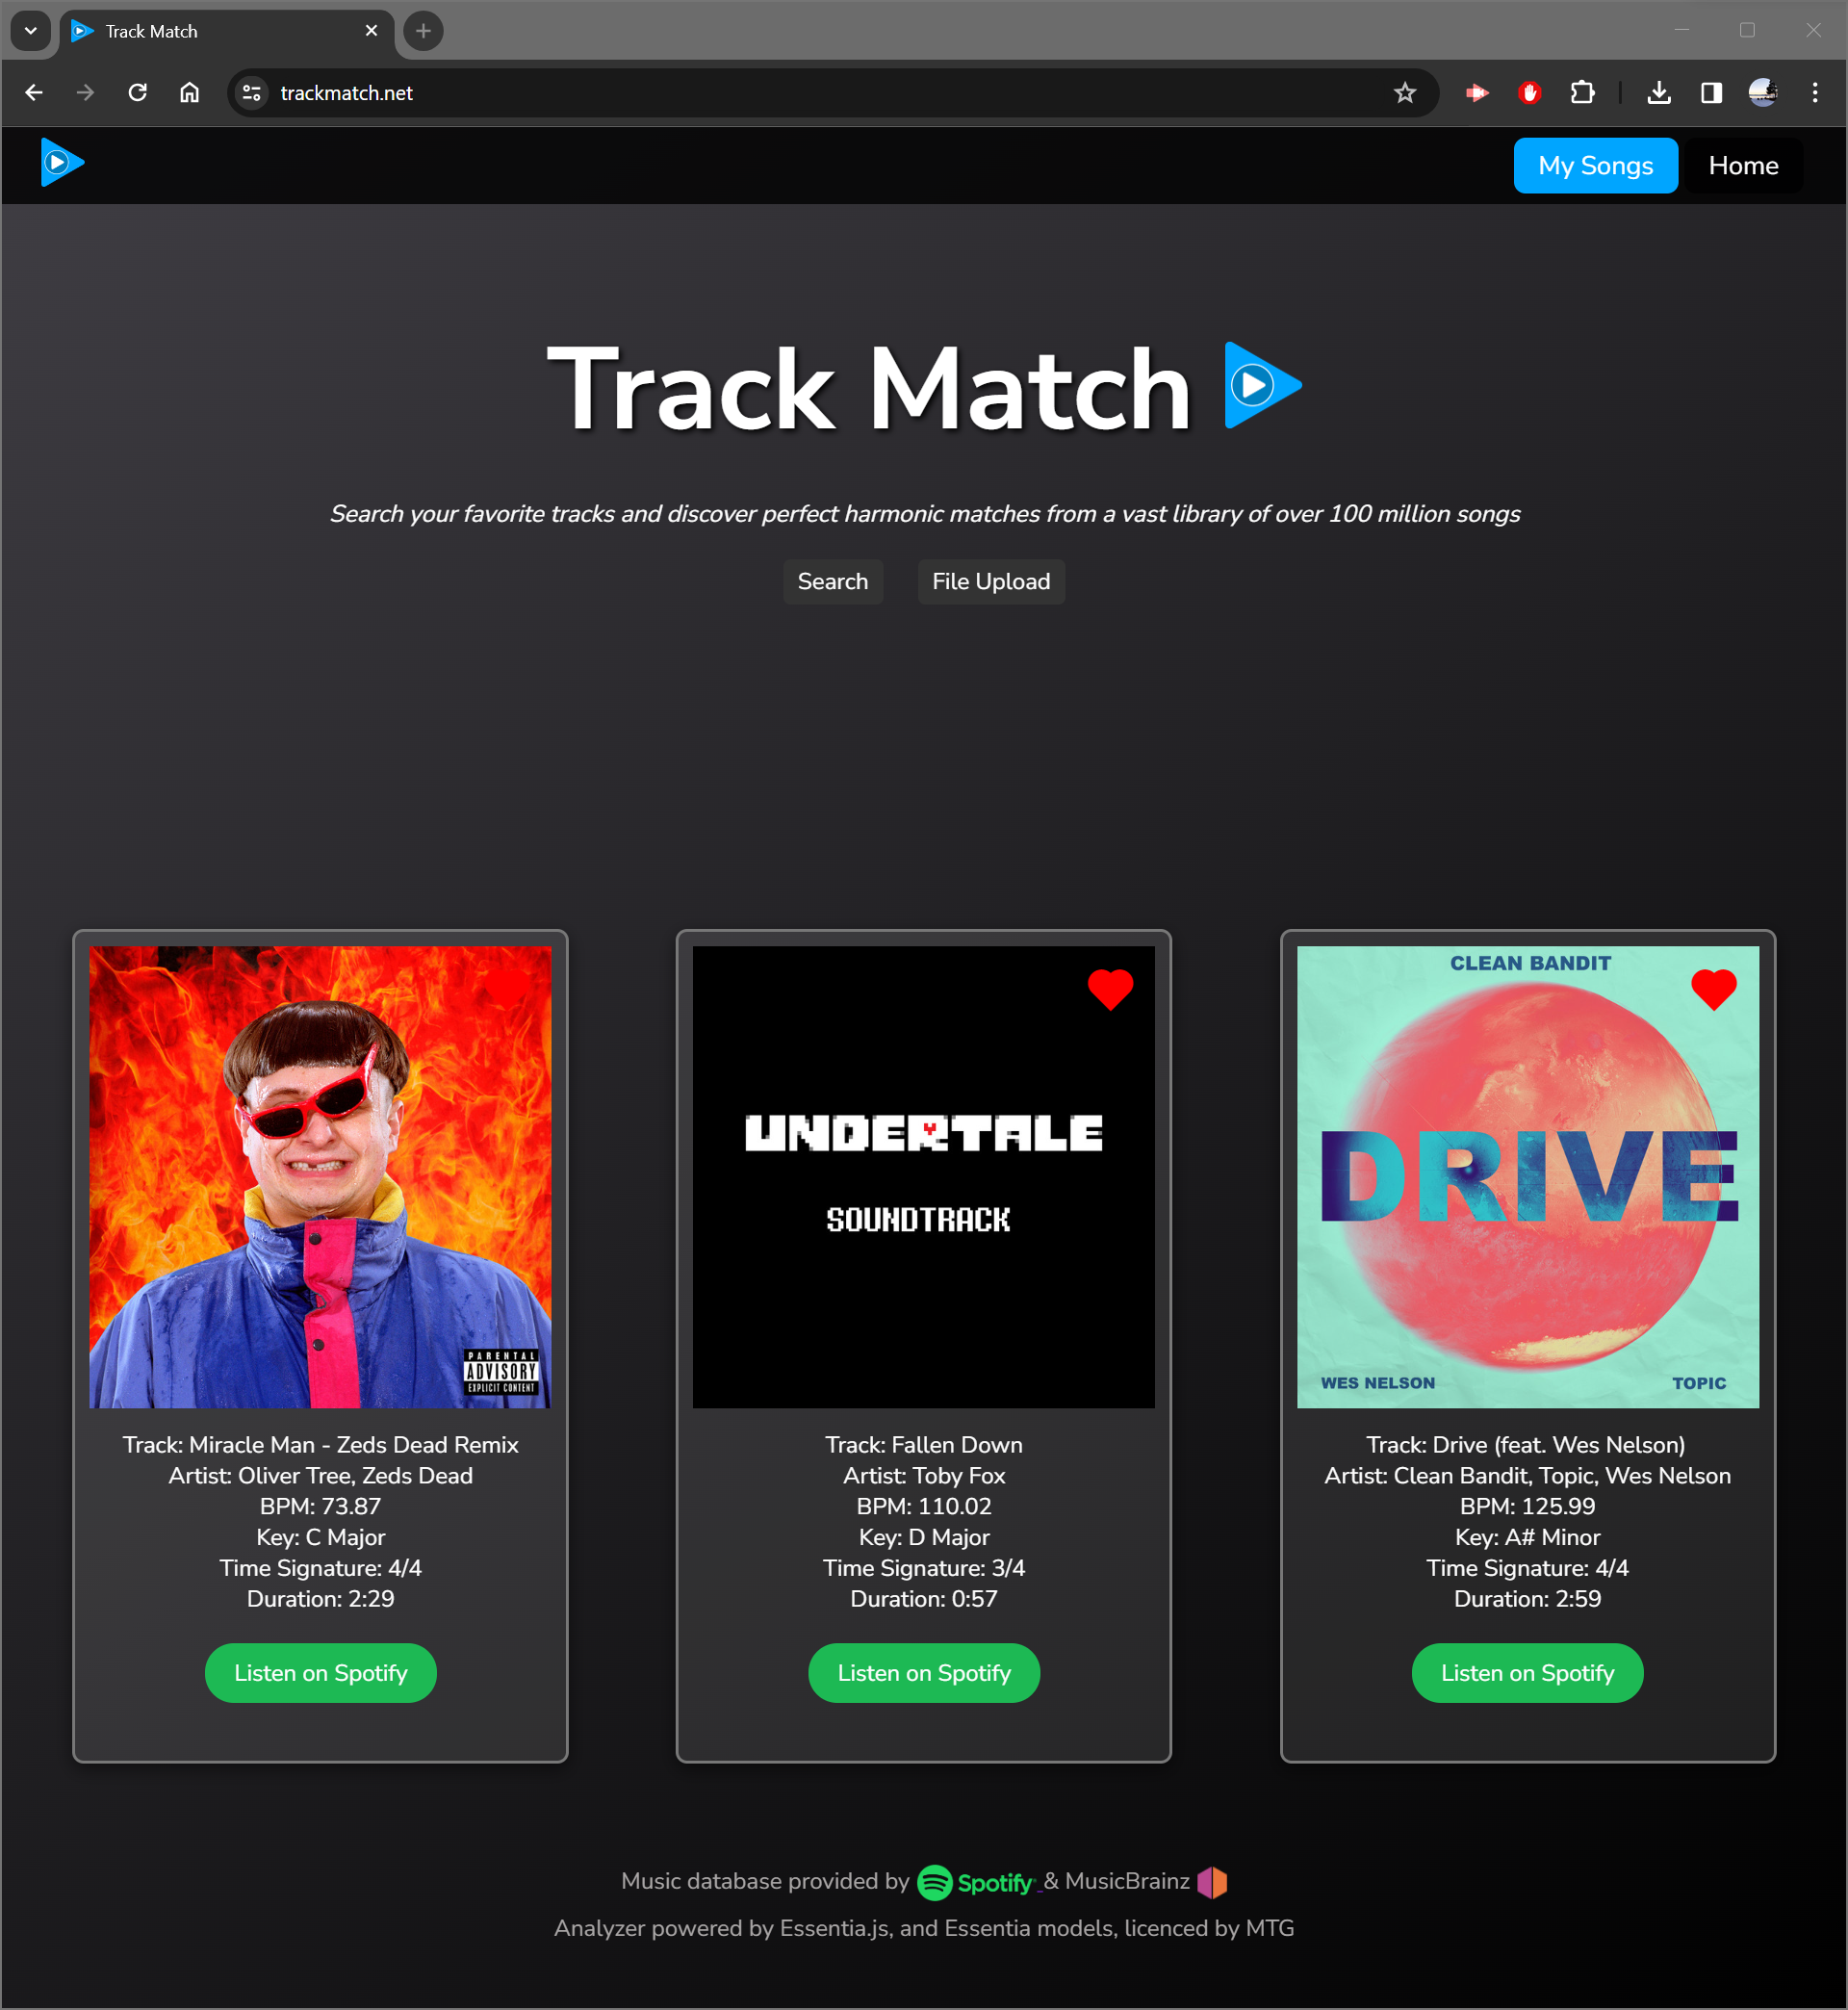 Track Match
trackmatch.net
My Songs
Home
Track Match
Search your favorite tracks and discover perfect harmonic matches from a vast library of over 100 million songs
Search
File Upload
PARENTAL
ADVISORY
EXPLICIT CONTENT
Track: Miracle Man - Zeds Dead Remix
Artist: Oliver Tree, Zeds Dead
BPM: 73.87
Key: C Major
Time Signature: 4/4
Duration: 2:29
Listen on Spotify
UNDERTALE
SOUNDTRACK
Track: Fallen Down
Artist: Toby Fox
BPM: 110.02
Key: D Major
Time Signature: 3/4
Duration: 0:57
Listen on Spotify
CLEAN BANDIT
DRIVE
WES NELSON
TOPIC
Track: Drive (feat. Wes Nelson)
Artist: Clean Bandit, Topic, Wes Nelson
BPM: 125.99
Key: A# Minor
Time Signature: 4/4
Duration: 2:59
Listen on Spotify
Music database provided by Spotify & MusicBrainz
Analyzer powered by Essentia.js, and Essentia models, licenced by MTG